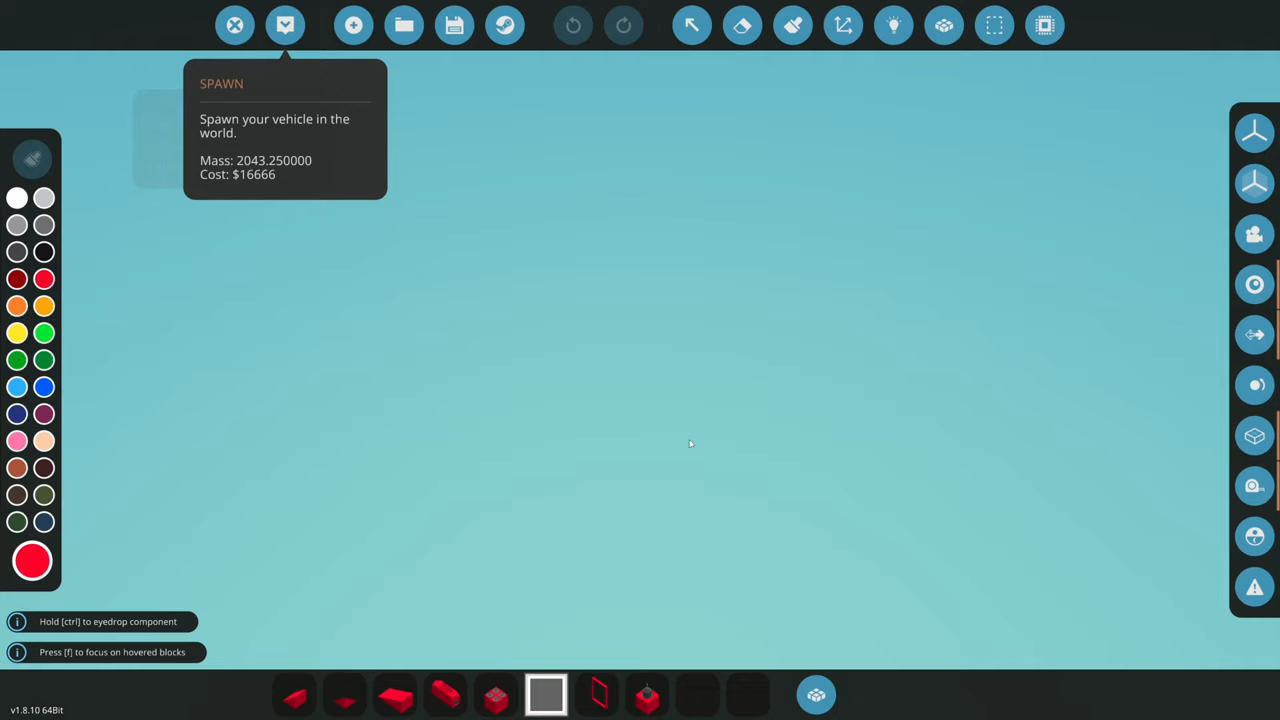 SPAWN
Spawn your vehicle in the
world.
Mass: 2043.250000
Cost: $16666
Hold [ctrl] to eyedrop component
Press [f] to focus on hovered blocks
v1.8.10 64Bit